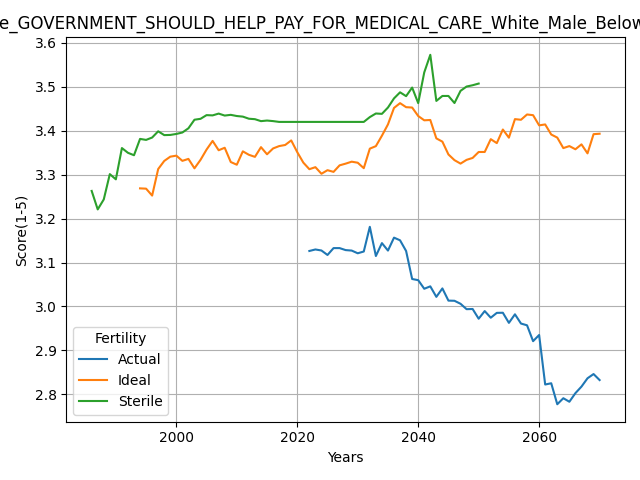 e_GOVERNMENT_SHOULD_HELP_PAY_FOR_MEDICAL_CARE_White_Male_Below
3.6
3.5
3.4
3.3
3.2
3.1
3.0
2.9
2.8
Score(1-5)
Fertility
Actual
Ideal
Sterile
2000 2020 2040 2060
Years